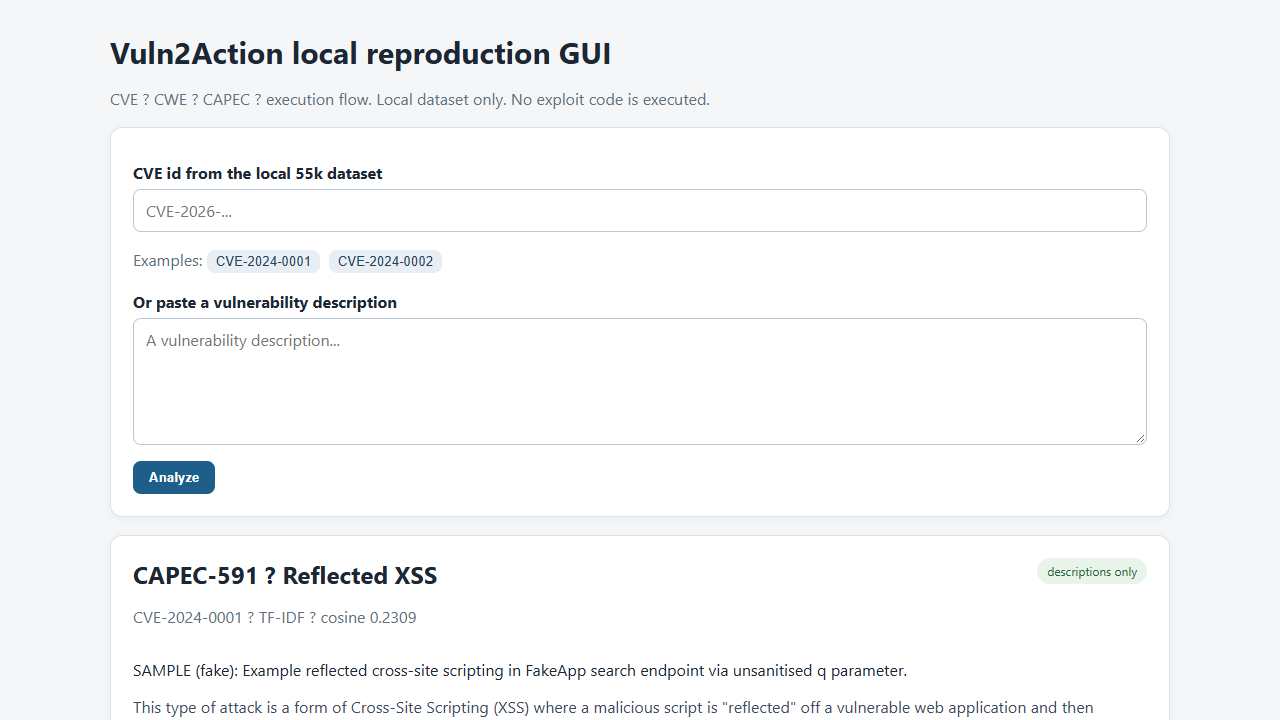 Vuln2Action local reproduction GUI
CVE ? CWE ? CAPEC ? execution flow. Local dataset only. No exploit code is executed.
CVE id from the local 55k dataset
CVE-2026-...
Examples: CVE-2024-0001 CVE-2024-0002
Or paste a vulnerability description
A vulnerability description...
Analyze
CAPEC-591 ? Reflected XSS
descriptions only
CVE-2024-0001 ? TF-IDF ? cosine 0.2309
SAMPLE (fake): Example reflected cross-site scripting in FakeApp search endpoint via unsanitised q parameter.
This type of attack is a form of Cross-Site Scripting (XSS) where a malicious script is "reflected" off a vulnerable web application and then